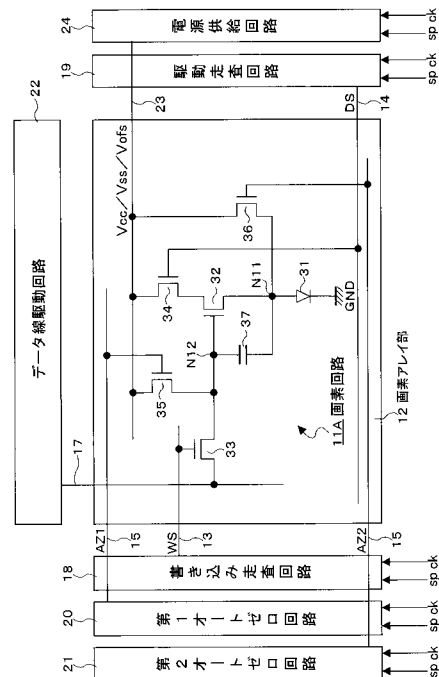 22
データ線駆動回路
17
24
電源供給回路
sp ck
19
駆動走査回路
sp ck
23
DS
14
Vcc/Vss/Vofs
AZ1
15
WS
13
AZ2
15
35
33
N12
34
32
37
36
N11
31
GND
11A 画素回路
12 画素アレイ部
18
書き込み走査回路
sp ck
20
第1オートゼロ回路
sp ck
21
第2オートゼロ回路
sp ck